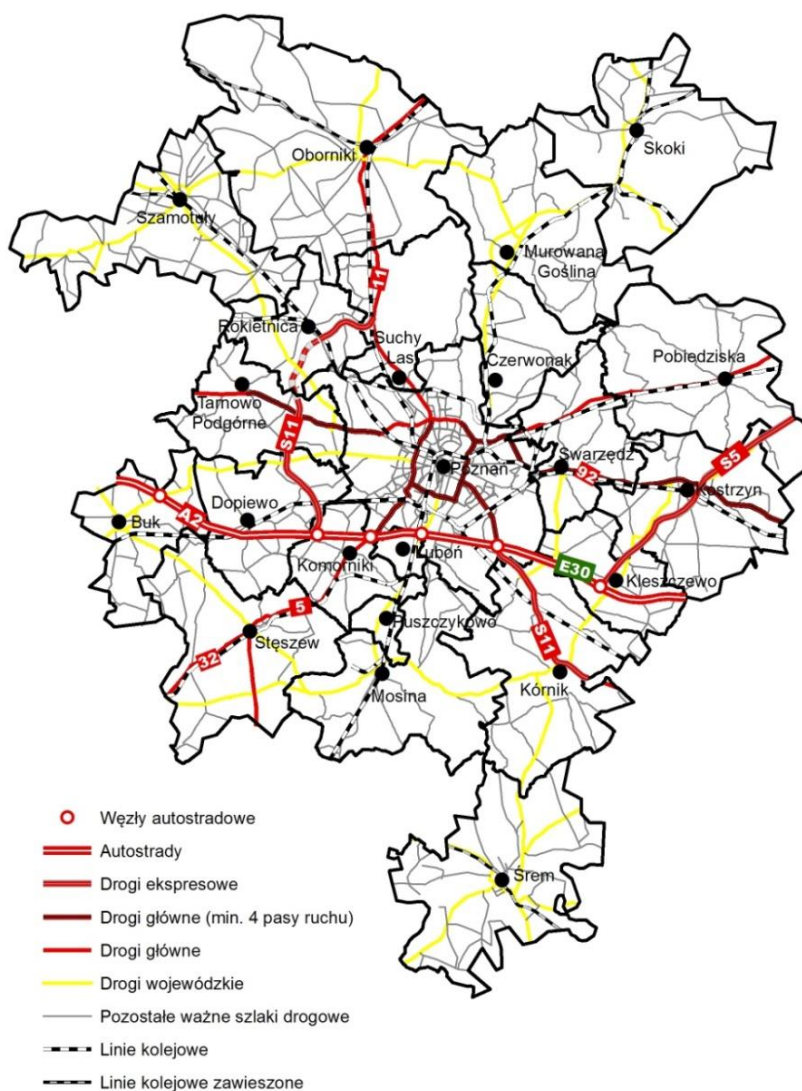 Skoki
Oborniki
Szamotuły
Murowana
Goślina
11
Rokietnica
Suchy
Las
Czerwonak
Pobiedziska
Tarnowo
Podgórne
S11
Poznań
Swarzędz
92
S5
Kostrzyn
A2
Dopiewo
Buk
Komorniki
Luboń
E30
Kleszczewo
5
Puszczykowo
S11
32
Stęszew
Mosina
Kórnik
Śrem
Węzły autostradowe
Autostrady
Drogi ekspresowe
Drogi główne (min. 4 pasy ruchu)
Drogi główne
Drogi wojewódzkie
Pozostałe ważne szlaki drogowe
Linie kolejowe
Linie kolejowe zawieszone